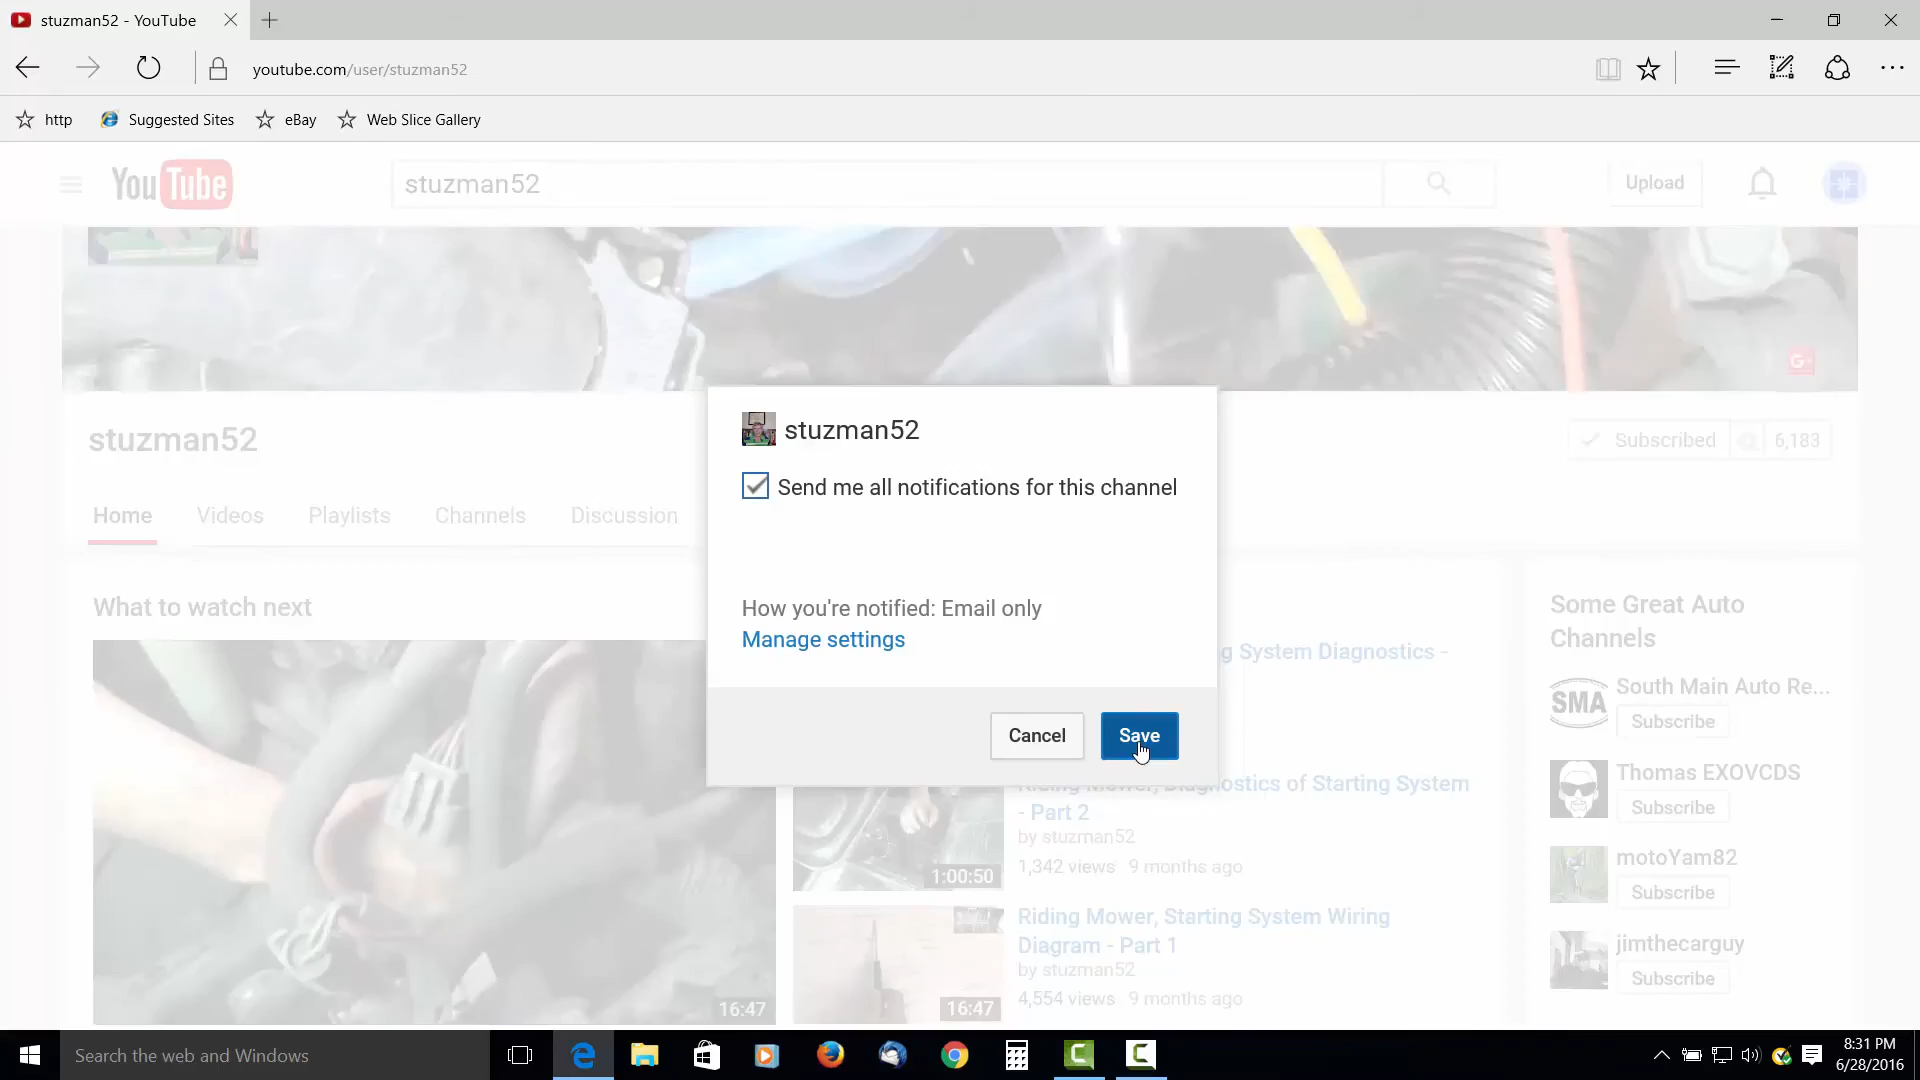 stuzman52 - YouTube
youtube.com/user/stuzman52
http
Suggested Sites
eBay
Web Slice Gallery
YouTube
stuzman52
Upload
G+
stuzman52
Subscribed
6,183
Home
Videos
Playlists
Channels
Discussion
stuzman52
Send me all notifications for this channel
How you're notified: Email only
Manage settings
Cancel
Save
What to watch next
16:47
g System Diagnostics -
Riding Mower, Diagnostics of Starting System
- Part 2
by stuzman52
1,342 views 9 months ago
1:00:50
Riding Mower, Starting System Wiring
Diagram - Part 1
by stuzman52
4,554 views 9 months ago
16:47
Some Great Auto
Channels
SMA
South Main Auto Re...
Subscribe
Thomas EXOVCDS
Subscribe
motoYam82
Subscribe
jimthecarguy
Subscribe
Search the web and Windows
8:31 PM
6/28/2016